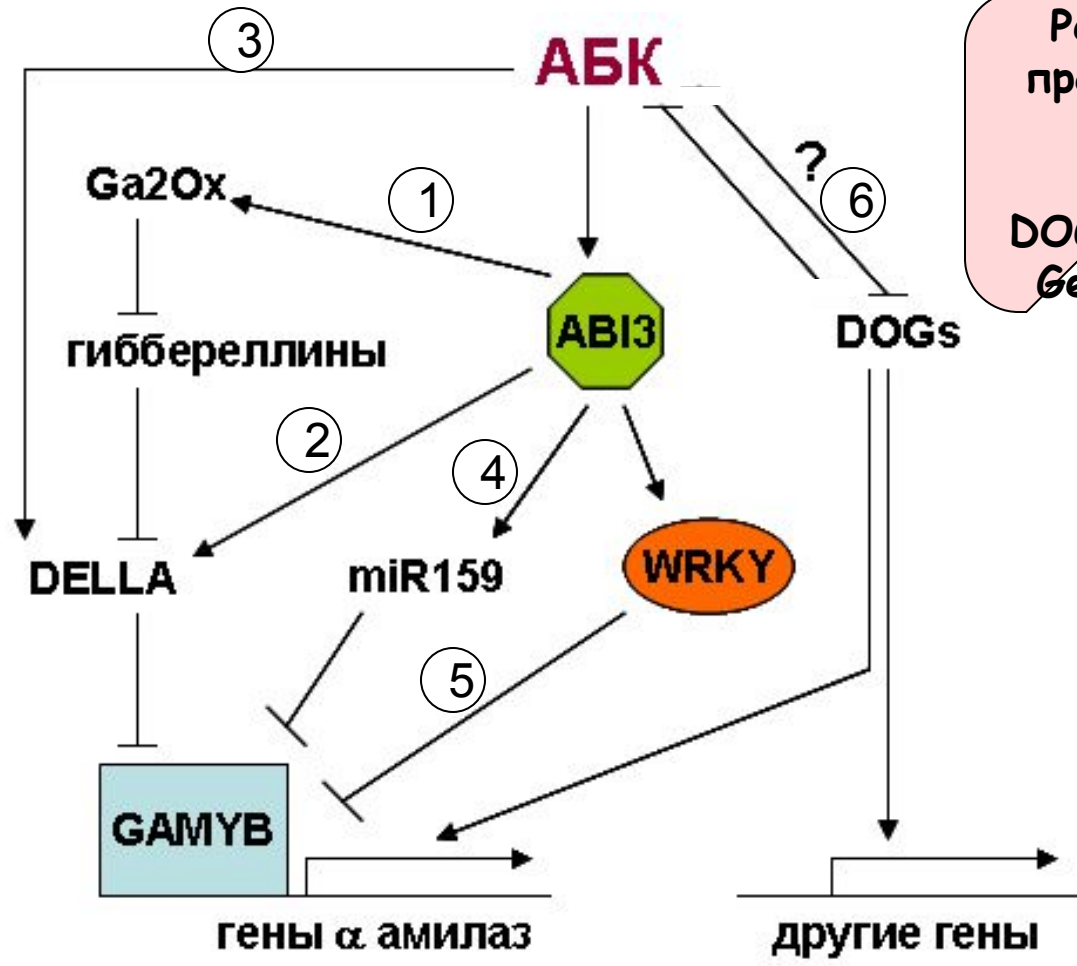 3
АБК
?
Ga2Ox
1
6
ABI3
DOGs
гиббереллины
2
4
DELLA
miR159
WRKY
5
GAMYB
гены α амилаз
другие гены